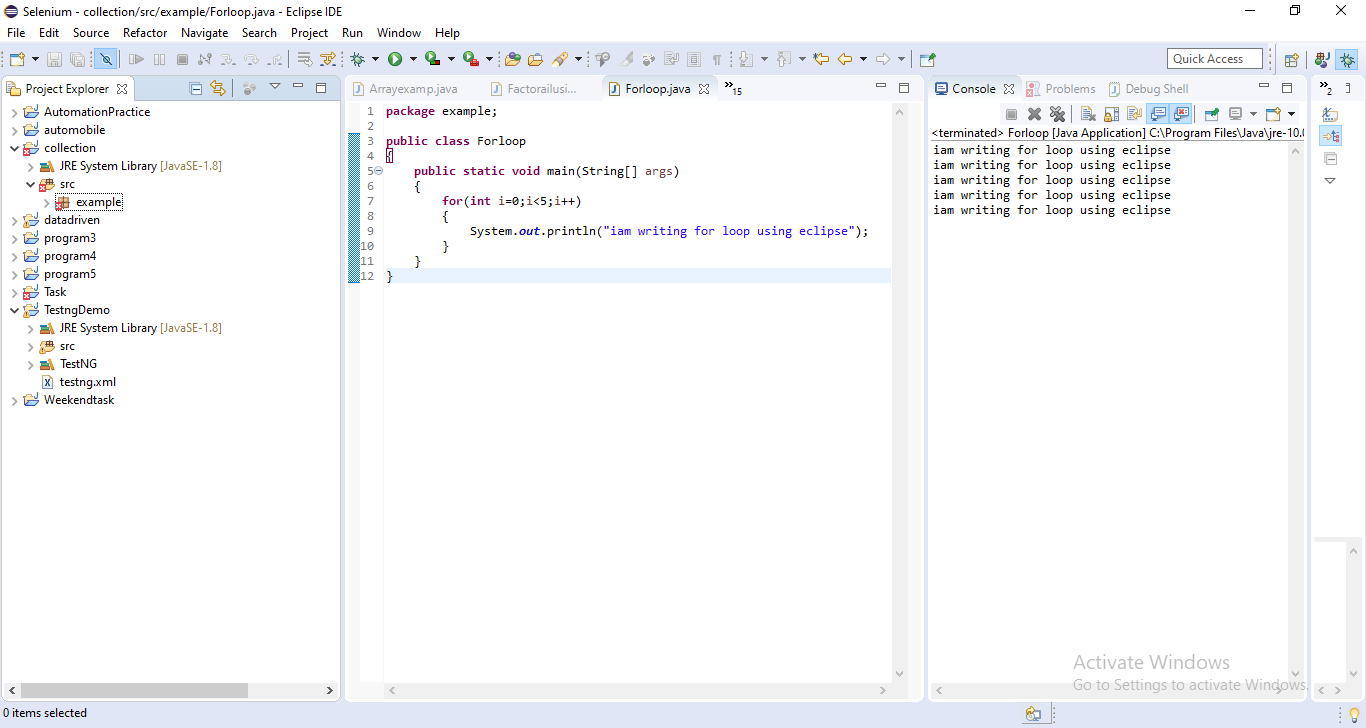 Selenium - collection/src/example/Forloop.java - Eclipse IDE
File Edit Source Refactor Navigate Search Project Run Window Help
Quick Access
Project Explorer
AutomationPractice
automobile
collection
JRE System Library [JavaSE-1.8]
src
example
datadriven
program3
program4
program5
Task
TestngDemo
JRE System Library [JavaSE-1.8]
src
TestNG
testng.xml
Weekendtask
Arrayexamp.java Factorailusi... Forloop.java »15
1 package example;
2
3 public class Forloop
4 {
5 public static void main(String[] args)
6 {
7 for(int i=0;i<5;i++)
8 {
9 System.out.println("iam writing for loop using eclipse");
10 }
11 }
12 }
Console Problems Debug Shell
<terminated> Forloop [Java Application] C:\Program Files\Java\jre-10.0
iam writing for loop using eclipse
iam writing for loop using eclipse
iam writing for loop using eclipse
iam writing for loop using eclipse
iam writing for loop using eclipse
»2
Activate Windows
Go to Settings to activate Windows.
0 items selected